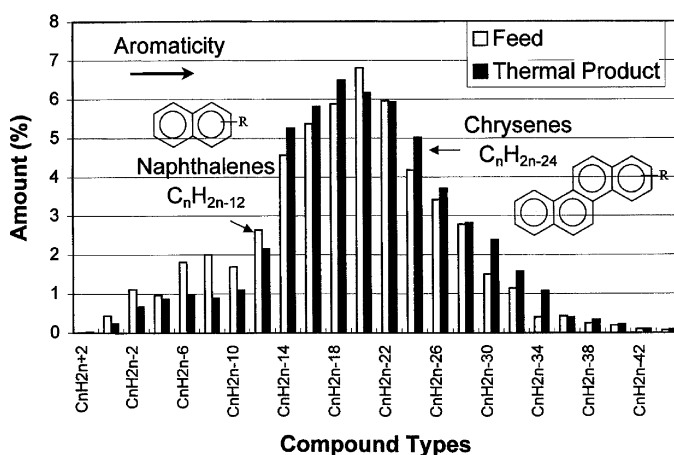 8
7
6
5
4
3
2
1
0
Amount (%)
Aromaticity
Feed
Thermal Product
R
Naphthalenes
CnH2n-12
Chrysenes
CnH2n-24
R
CnH2n+2
CnH2n-2
CnH2n-6
CnH2n-10
CnH2n-14
CnH2n-18
CnH2n-22
CnH2n-26
CnH2n-30
CnH2n-34
CnH2n-38
CnH2n-42
Compound Types